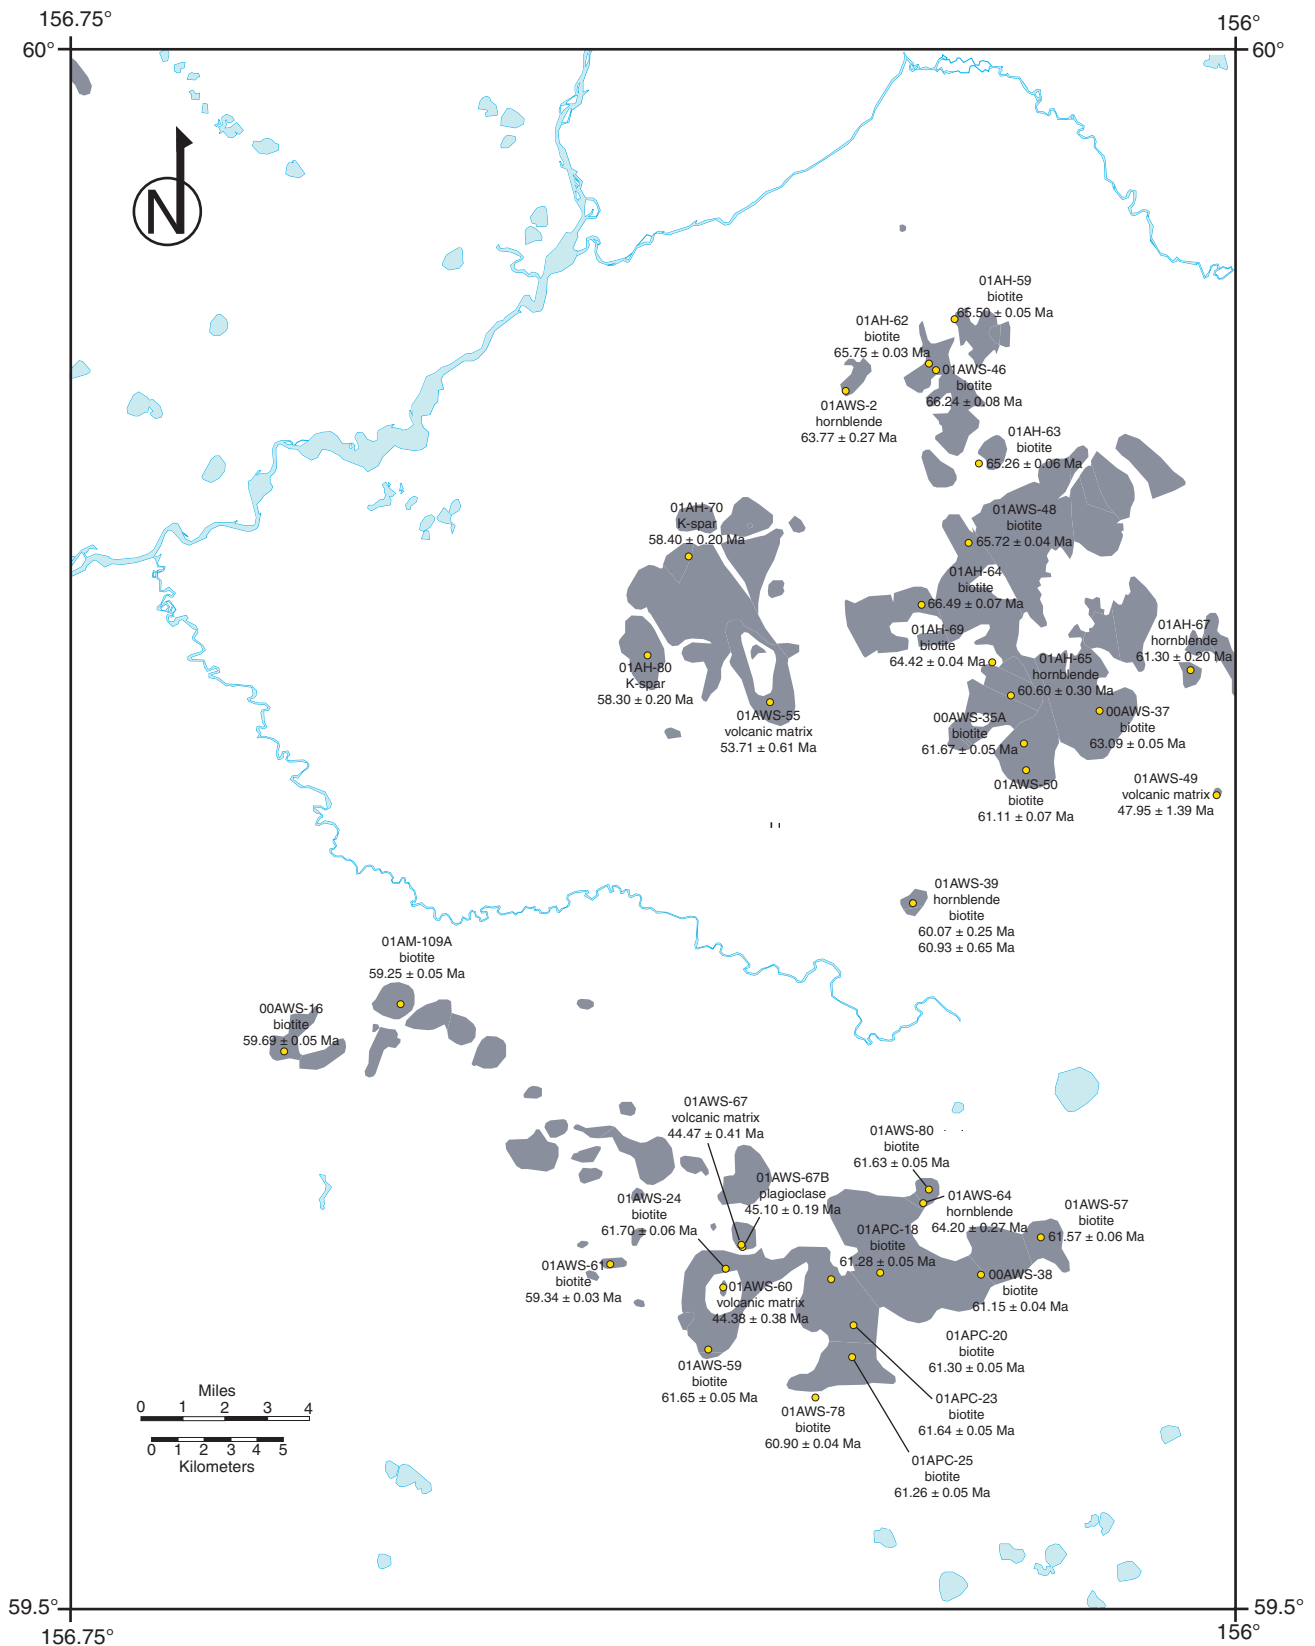 156.75°
156°
60°
60°
N
01AH-59
biotite
65.50 ± 0.05 Ma
01AH-62
biotite
65.75 ± 0.03 Ma
01AWS-46
biotite
66.24 ± 0.08 Ma
01AWS-2
hornblende
63.77 ± 0.27 Ma
01AH-63
biotite
65.26 ± 0.06 Ma
01AH-70
K-spar
58.40 ± 0.20 Ma
01AWS-48
biotite
65.72 ± 0.04 Ma
01AH-64
biotite
66.49 ± 0.07 Ma
01AH-69
biotite
64.42 ± 0.04 Ma
01AH-67
hornblende
61.30 ± 0.20 Ma
01AH-65
hornblende
60.60 ± 0.30 Ma
01AH-80
K-spar
58.30 ± 0.20 Ma
01AWS-55
volcanic matrix
53.71 ± 0.61 Ma
00AWS-35A
biotite
61.67 ± 0.05 Ma
00AWS-37
biotite
63.09 ± 0.05 Ma
01AWS-50
biotite
61.11 ± 0.07 Ma
01AWS-49
volcanic matrix
47.95 ± 1.39 Ma
01AWS-39
hornblende
biotite
60.07 ± 0.25 Ma
60.93 ± 0.65 Ma
01AM-109A
biotite
59.25 ± 0.05 Ma
00AWS-16
biotite
59.69 ± 0.05 Ma
01AWS-67
volcanic matrix
44.47 ± 0.41 Ma
01AWS-80
biotite
61.63 ± 0.05 Ma
01AWS-67B
plagioclase
45.10 ± 0.19 Ma
01AWS-24
biotite
61.70 ± 0.06 Ma
01AWS-64
hornblende
64.20 ± 0.27 Ma
01AWS-57
biotite
61.57 ± 0.06 Ma
01APC-18
biotite
61.28 ± 0.05 Ma
01AWS-61
biotite
59.34 ± 0.03 Ma
01AWS-60
volcanic matrix
44.38 ± 0.38 Ma
00AWS-38
biotite
61.15 ± 0.04 Ma
01APC-20
biotite
61.30 ± 0.05 Ma
01AWS-59
biotite
61.65 ± 0.05 Ma
01APC-23
biotite
61.64 ± 0.05 Ma
01AWS-78
biotite
60.90 ± 0.04 Ma
01APC-25
biotite
61.26 ± 0.05 Ma
Miles
0 1 2 3 4
0 1 2 3 4 5
Kilometers
59.5°
59.5°
156.75°
156°